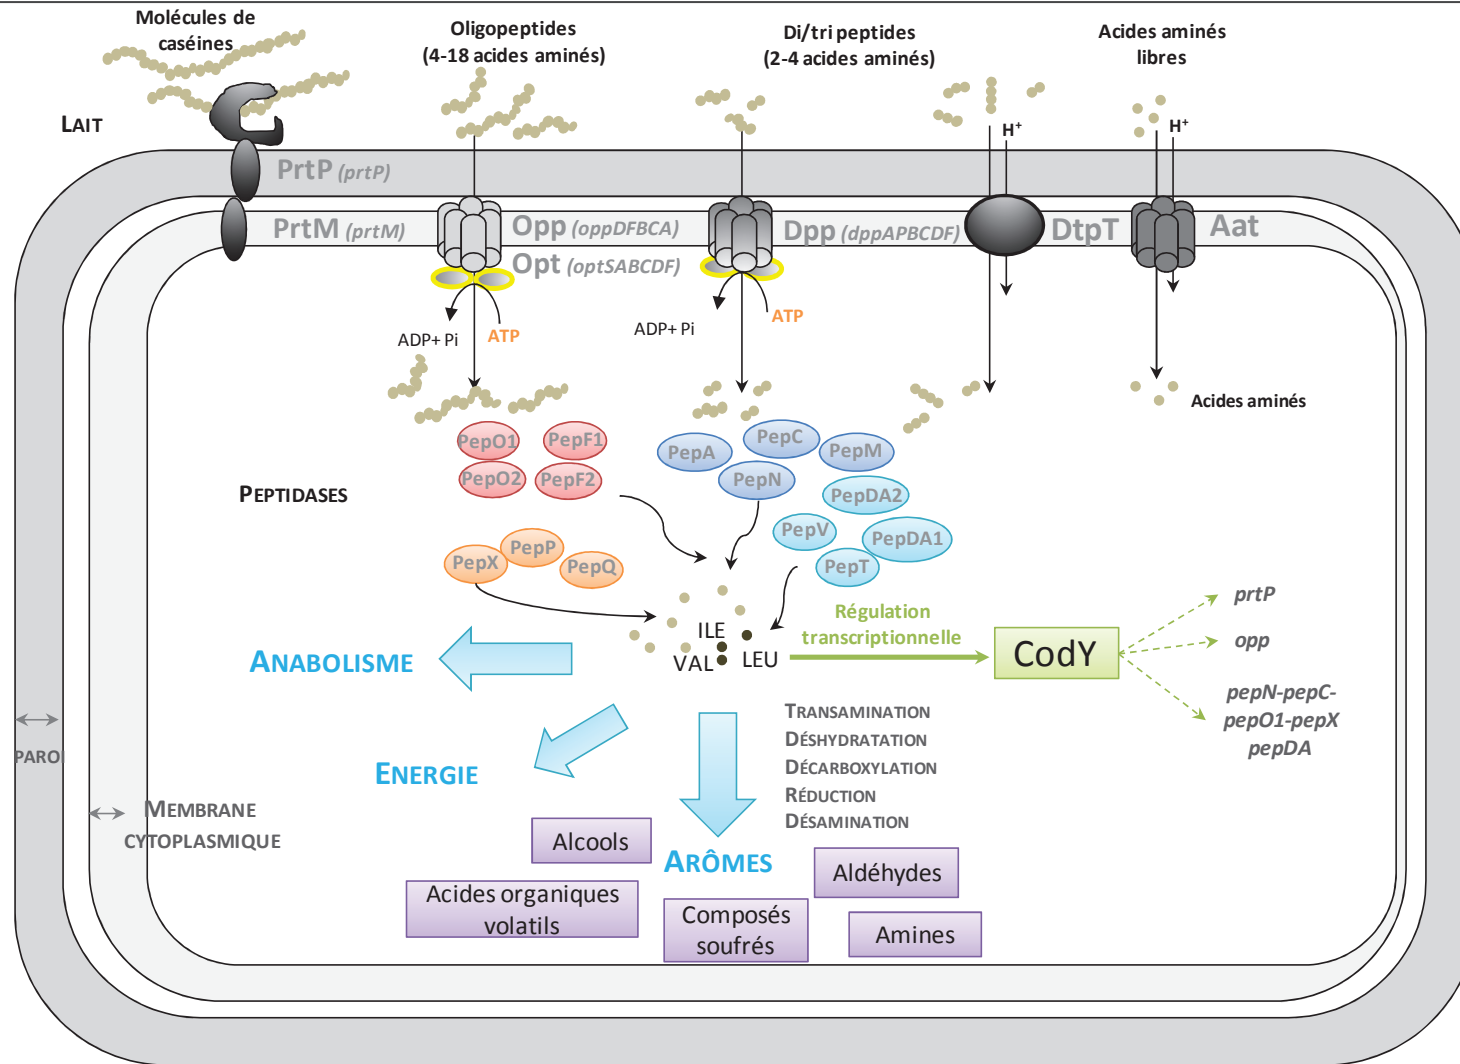 Molécules de
caséines
Oligopeptides
(4-18 acides aminés)
Di/tri peptides
(2-4 acides aminés)
Acides aminés
libres
LAIT
H⁺
H⁺
PrtP (prtP)
PrtM (prtM)
Opp (oppDFBCA)
Opt (optSABCDF)
Dpp (dppAPBCDF)
DtpT
Aat
ADP+ Pi
ATP
ADP+ Pi
ATP
Acides aminés
PepO1
PepF1
PepO2
PepF2
PepA
PepC
PepM
PepN
PepDA2
PepV
PepDA1
PepT
PEPTIDASES
PepX
PepP
PepQ
ILE
VAL
LEU
Régulation
transcriptionnelle
CodY
prtP
opp
pepN-pepC-
pepO1-pepX
pepDA
ANABOLISME
ENERGIE
TRANSAMINATION
DÉSHYDRATATION
DÉCARBOXYLATION
RÉDUCTION
DÉSAMINATION
PAROI
MEMBRANE
CYTOPLASMIQUE
ARÔMES
Alcools
Acides organiques
volatils
Composés
soufrés
Aldéhydes
Amines